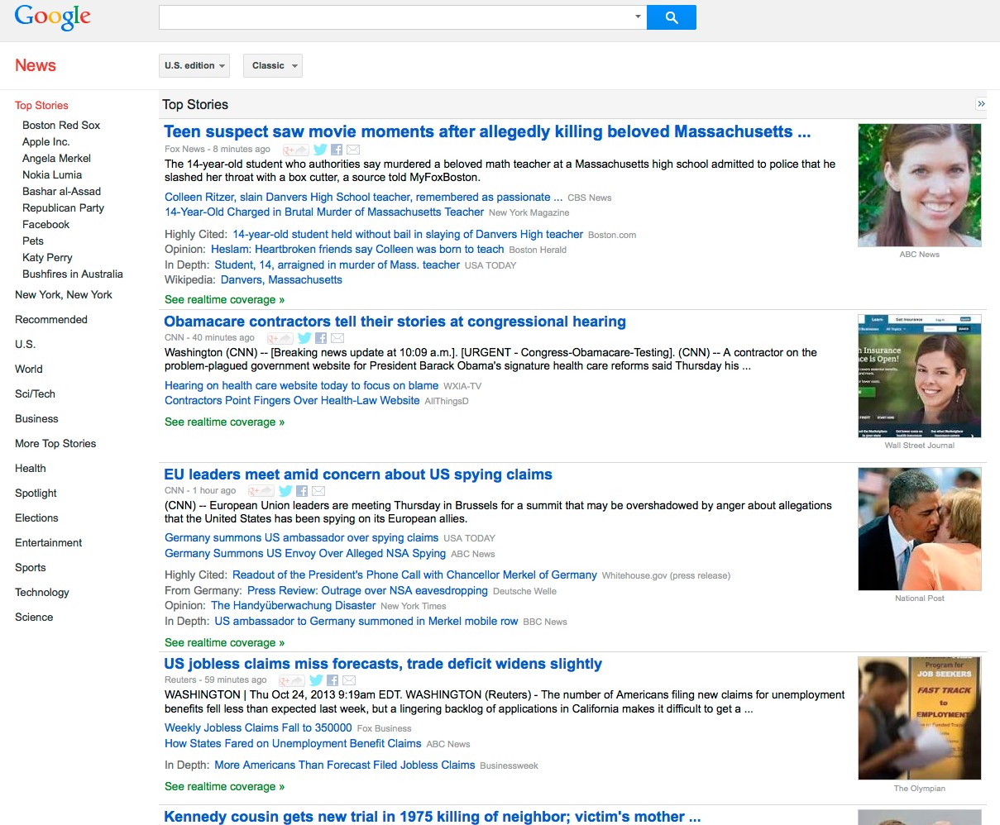 Google
News
U.S. edition
Classic
Top Stories
Boston Red Sox
Apple Inc.
Angela Merkel
Nokia Lumia
Bashar al-Assad
Republican Party
Facebook
Pets
Katy Perry
Bushfires in Australia
New York, New York
Recommended
U.S.
World
Sci/Tech
Business
More Top Stories
Health
Spotlight
Elections
Entertainment
Sports
Technology
Science
Top Stories
»
Teen suspect saw movie moments after allegedly killing beloved Massachusetts ...
Fox News - 8 minutes ago
The 14-year-old student who authorities say murdered a beloved math teacher at a Massachusetts high school admitted to police that he
slashed her throat with a box cutter, a source told MyFoxBoston.
Colleen Ritzer, slain Danvers High School teacher, remembered as passionate ... CBS News
14-Year-Old Charged in Brutal Murder of Massachusetts Teacher New York Magazine
Highly Cited: 14-year-old student held without bail in slaying of Danvers High teacher Boston.com
Opinion: Heslam: Heartbroken friends say Colleen was born to teach Boston Herald
In Depth: Student, 14, arraigned in murder of Mass. teacher USA TODAY
Wikipedia: Danvers, Massachusetts
See realtime coverage »
ABC News
Obamacare contractors tell their stories at congressional hearing
CNN - 40 minutes ago
Washington (CNN) -- [Breaking news update at 10:09 a.m.]. [URGENT - Congress-Obamacare-Testing]. (CNN) -- A contractor on the
problem-plagued government website for President Barack Obama's signature health care reforms said Thursday his ...
Hearing on health care website today to focus on blame WXIA-TV
Contractors Point Fingers Over Health-Law Website AllThingsD
See realtime coverage »
Learn Get Insurance Log in
All Topics SEARCH
h Insurance
ce is Open!
START HERE
Wall Street Journal
EU leaders meet amid concern about US spying claims
CNN - 1 hour ago
(CNN) -- European Union leaders are meeting Thursday in Brussels for a summit that may be overshadowed by anger about allegations
that the United States has been spying on its European allies.
Germany summons US ambassador over spying claims USA TODAY
Germany Summons US Envoy Over Alleged NSA Spying ABC News
Highly Cited: Readout of the President's Phone Call with Chancellor Merkel of Germany Whitehouse.gov (press release)
From Germany: Press Review: Outrage over NSA eavesdropping Deutsche Welle
Opinion: The Handyüberwachung Disaster New York Times
In Depth: US ambassador to Germany summoned in Merkel mobile row BBC News
See realtime coverage »
National Post
US jobless claims miss forecasts, trade deficit widens slightly
Reuters - 59 minutes ago
WASHINGTON | Thu Oct 24, 2013 9:19am EDT. WASHINGTON (Reuters) - The number of Americans filing new claims for unemployment
benefits fell less than expected last week, but a lingering backlog of applications in California makes it difficult to get a ...
Weekly Jobless Claims Fall to 350000 Fox Business
How States Fared on Unemployment Benefit Claims ABC News
In Depth: More Americans Than Forecast Filed Jobless Claims Businessweek
See realtime coverage »
Program for
JOB SEEKERS
FAST TRACK
to
EMPLOYMENT
The Olympian
Kennedy cousin gets new trial in 1975 killing of neighbor; victim's mother ...